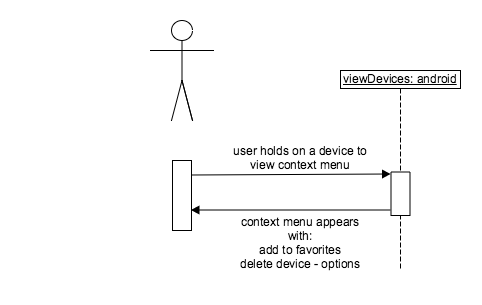 viewDevices: android
user holds on a device to
view context menu
context menu appears
with:
add to favorites
delete device - options